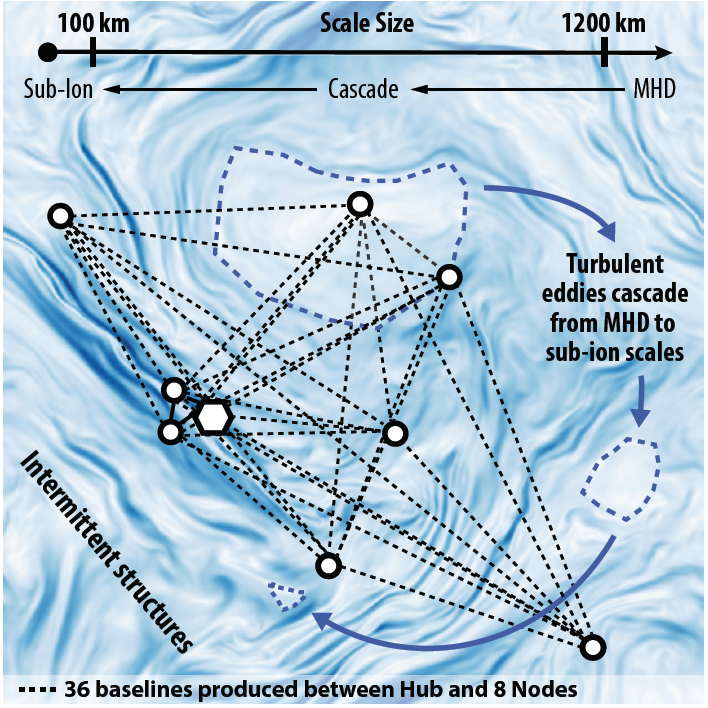 100 km Scale Size 1200 km
Sub-Ion Cascade MHD
Turbulent
eddies cascade
from MHD to
sub-ion scales
Intermittent structures
36 baselines produced between Hub and 8 Nodes